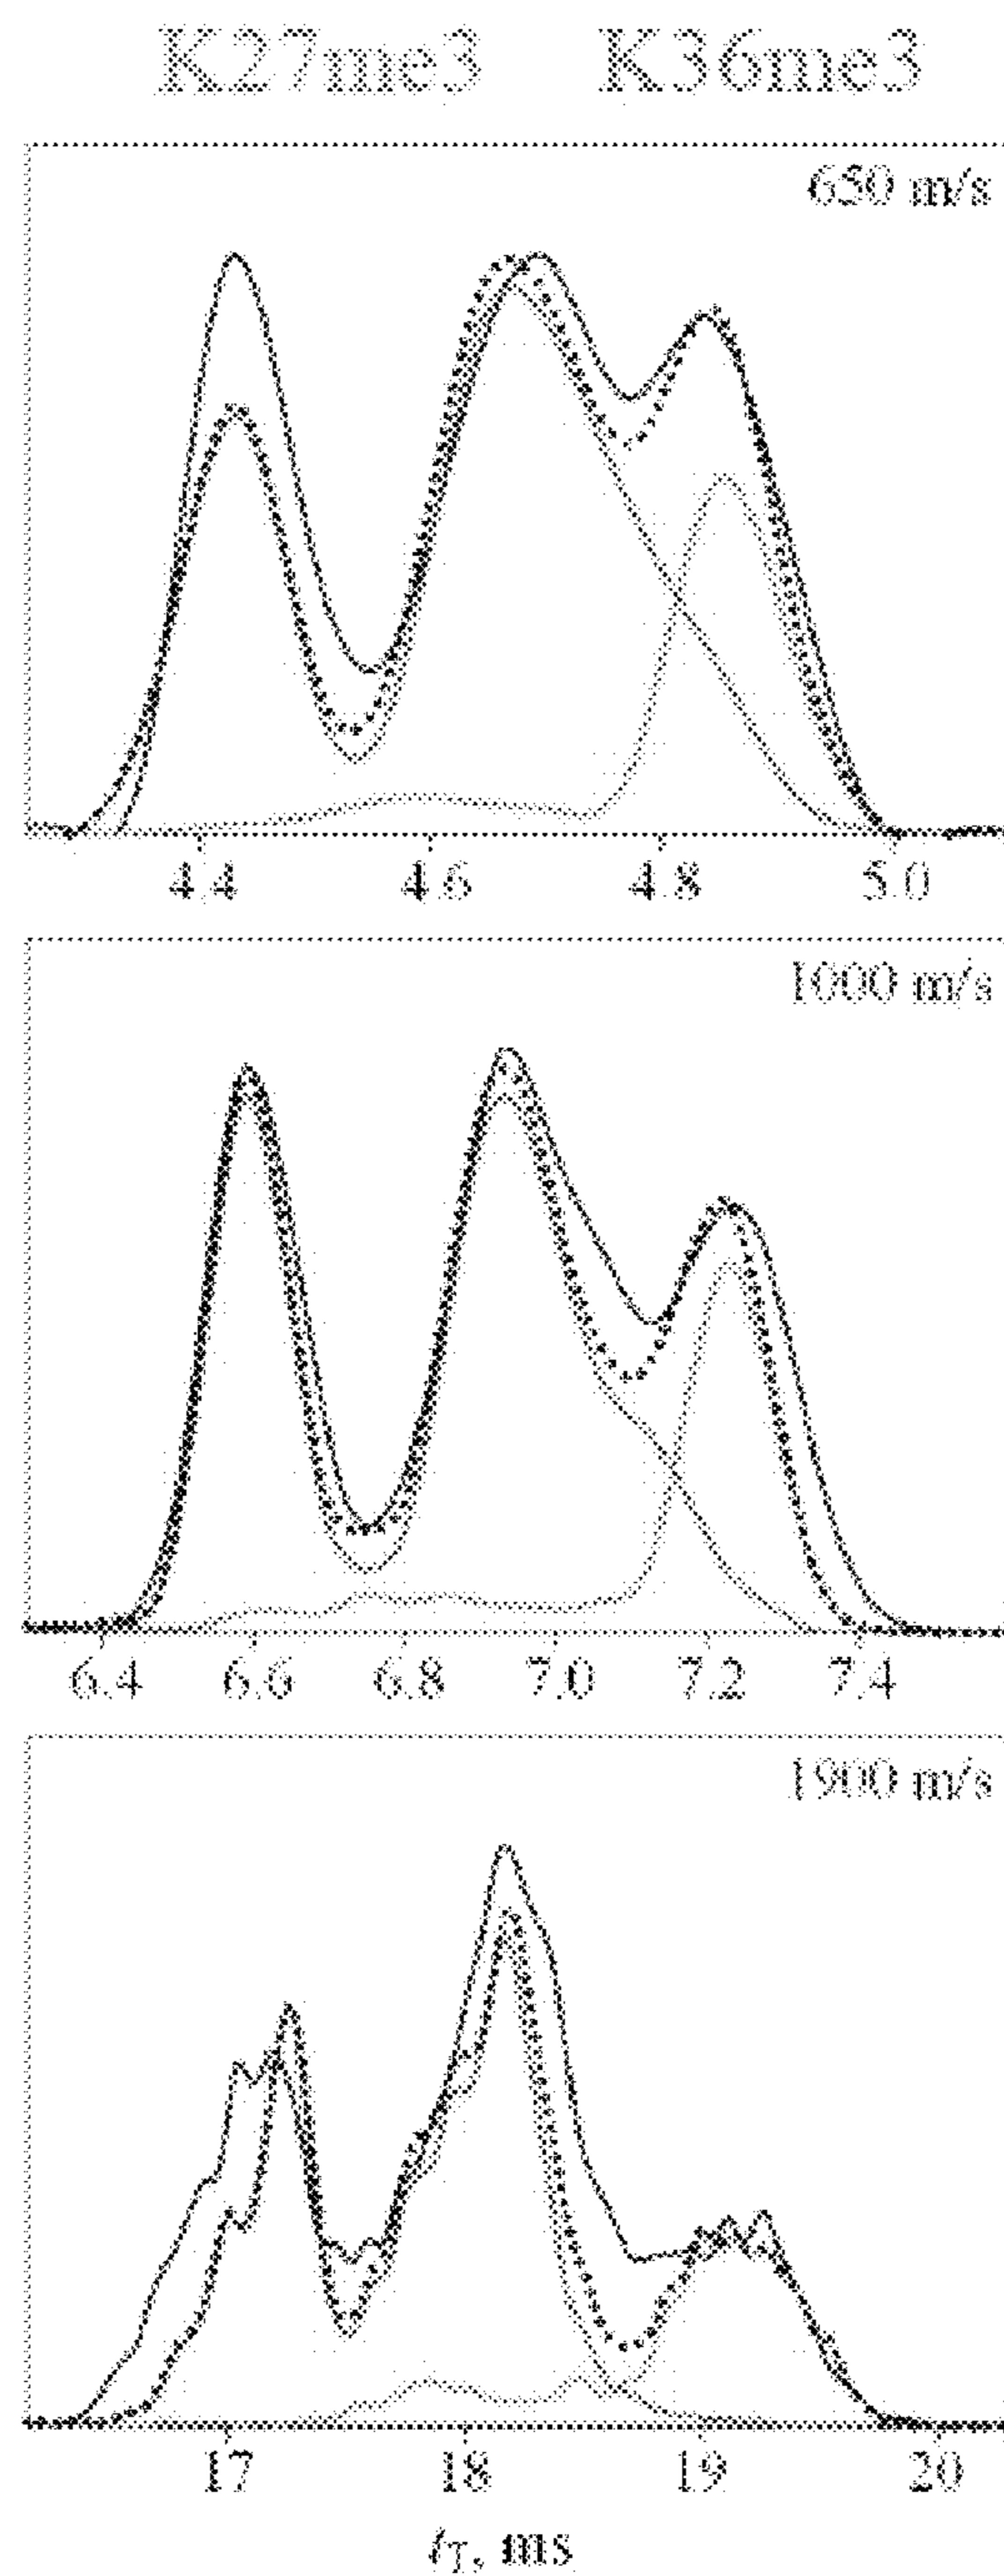 K27me3 K36me3
650 m/s
4.4 4.6 4.8 5.0
1000 m/s
6.4 6.6 6.8 7.0 7.2 7.4
1900 m/s
17 18 19 20
tT, ms